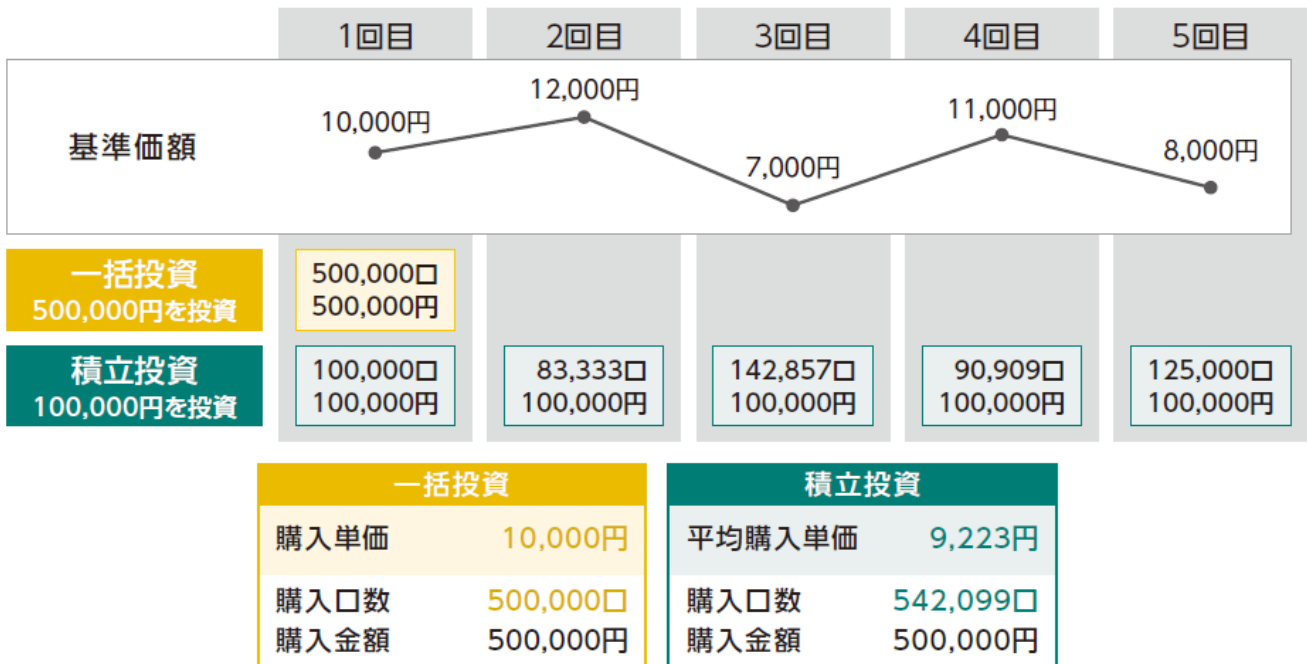 1回目
2回目
3回目
4回目
5回目
基準価額
10,000円
12,000円
7,000円
11,000円
8,000円
一括投資
500,000円を投資
500,000口
500,000円
積立投資
100,000円を投資
100,000口
100,000円
83,333口
100,000円
142,857口
100,000円
90,909口
100,000円
125,000口
100,000円
一括投資
購入単価 10,000円
購入口数 500,000口
購入金額 500,000円
積立投資
平均購入単価 9,223円
購入口数 542,099口
購入金額 500,000円